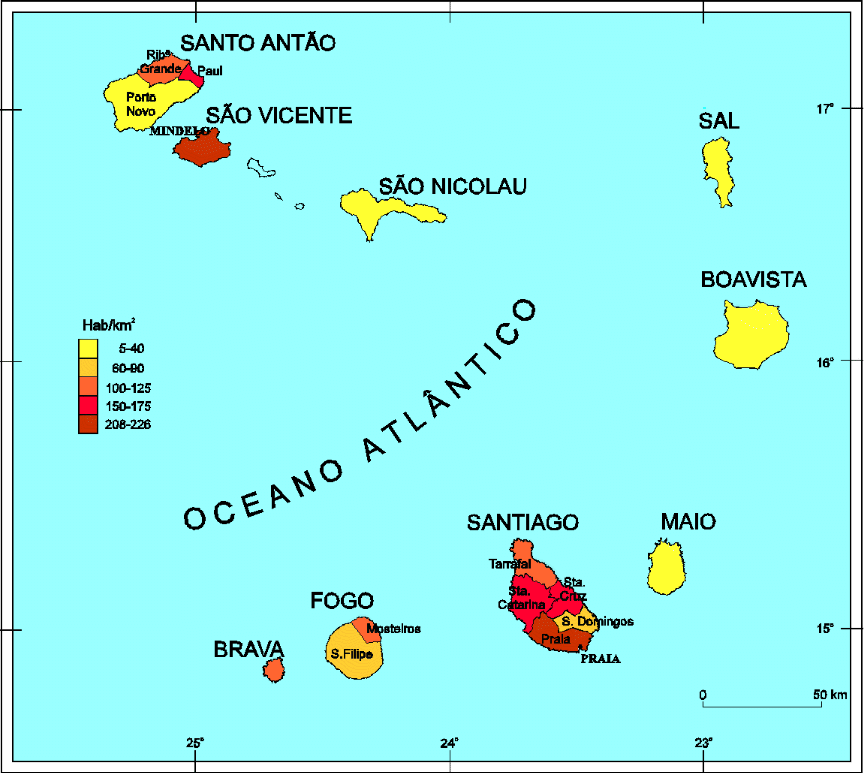 SANTO ANTÃO
Ribª
Grande
Paul
Porto
Novo
SÃO VICENTE
MINDELO
SAL
17°
SÃO NICOLAU
BOAVISTA
Hab/km²
5-40
60-90
100-125
150-175
208-226
16°
OCEANO ATLÂNTICO
SANTIAGO
MAIO
Tarrafal
Sta.
Cruz
Sta.
Catarina
S. Domingos
Praia
PRAIA
FOGO
Mosteiros
S.Filipe
BRAVA
15°
0 50 km
25° 24° 23°